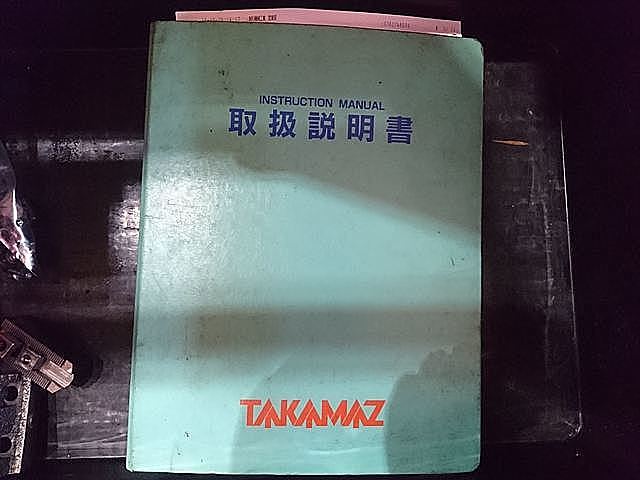 INSTRUCTION MANUAL
取扱説明書
TAKAMAZ